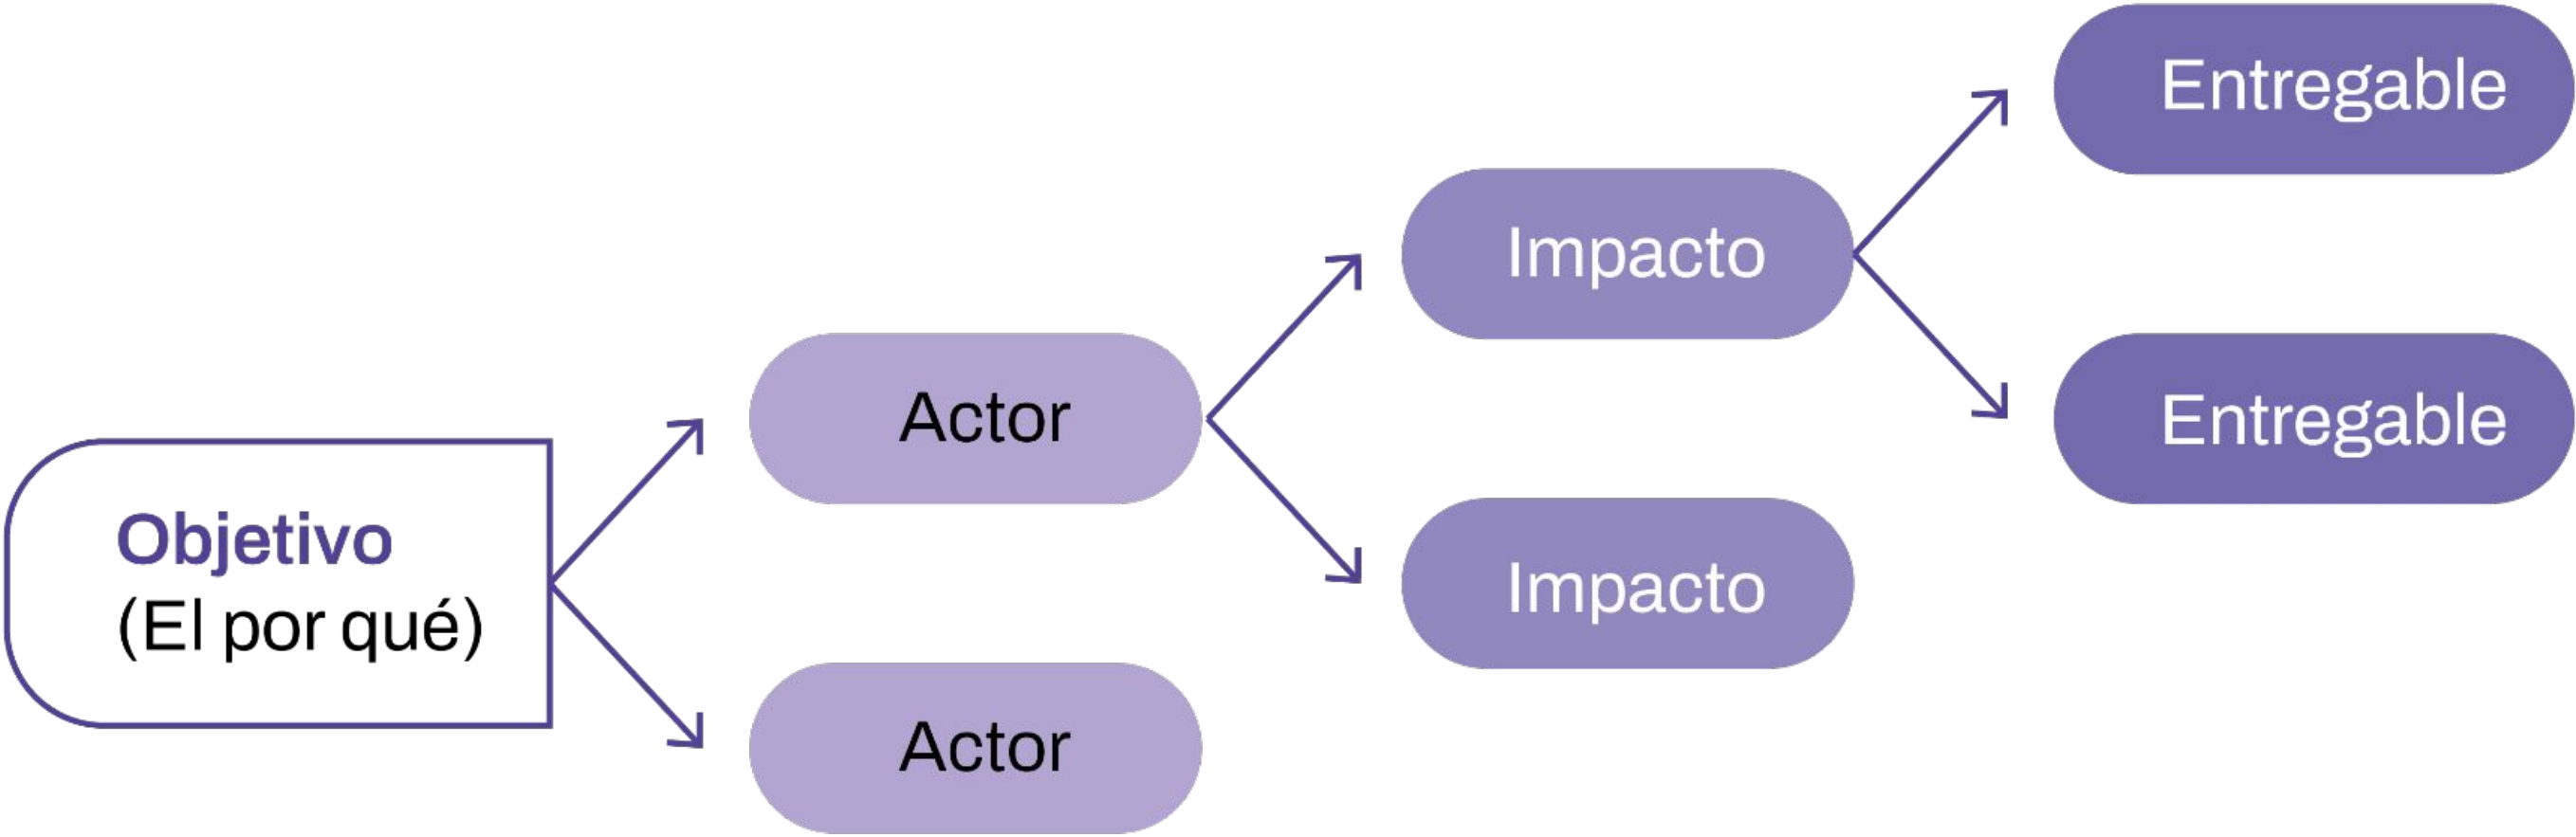 Objetivo
(El por qué)
Actor
Actor
Impacto
Impacto
Entregable
Entregable